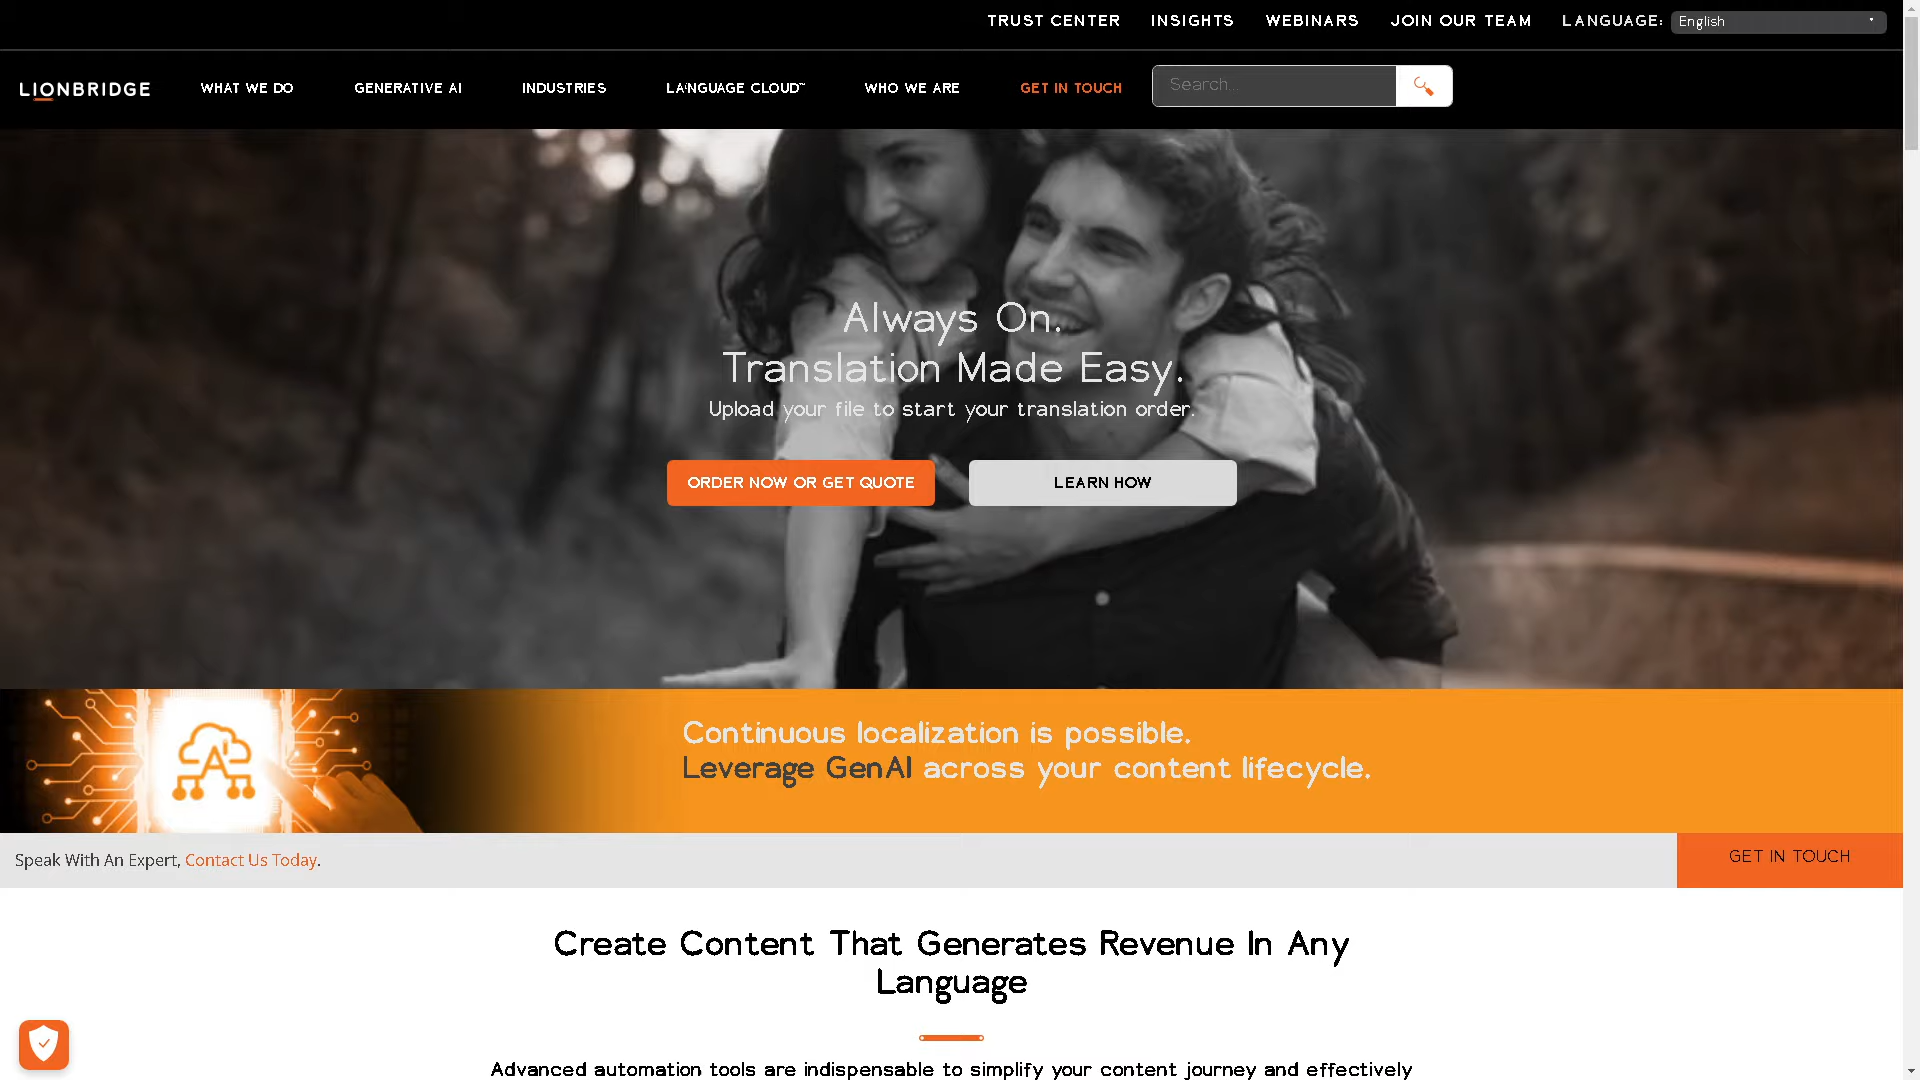 TRUST CENTER INSIGHTS WEBINARS JOIN OUR TEAM LANGUAGE: English
LIONBRIDGE WHAT WE DO GENERATIVE AI INDUSTRIES LANGUAGE CLOUD™ WHO WE ARE GET IN TOUCH Search...
Always On.
Translation Made Easy.
Upload your file to start your translation order.
ORDER NOW OR GET QUOTE LEARN HOW
Continuous localization is possible.
Leverage GenAI across your content lifecycle.
Speak With An Expert, Contact Us Today.
GET IN TOUCH
Create Content That Generates Revenue In Any
Language
Advanced automation tools are indispensable to simplify your content journey and effectively